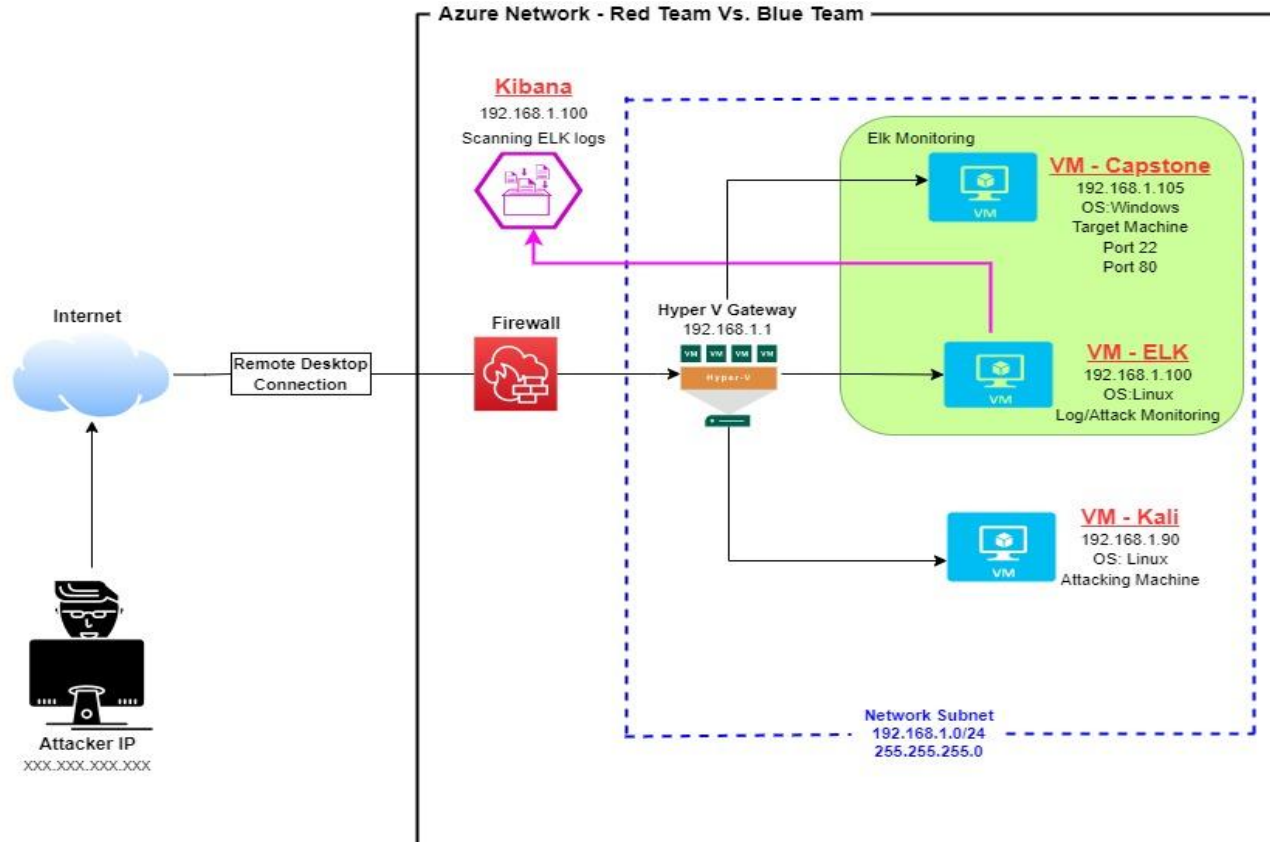 Azure Network - Red Team Vs. Blue Team
Kibana
192.168.1.100
Scanning ELK logs
Elk Monitoring
VM
VM - Capstone
192.168.1.105
OS:Windows
Target Machine
Port 22
Port 80
Internet
Remote Desktop
Connection
Firewall
Hyper V Gateway
192.168.1.1
VM VM VM VM
Hyper-V
VM
VM - ELK
192.168.1.100
OS:Linux
Log/Attack Monitoring
VM
VM - Kali
192.168.1.90
OS: Linux
Attacking Machine
Attacker IP
XXX.XXX.XXX.XXX
Network Subnet
192.168.1.0/24
255.255.255.0